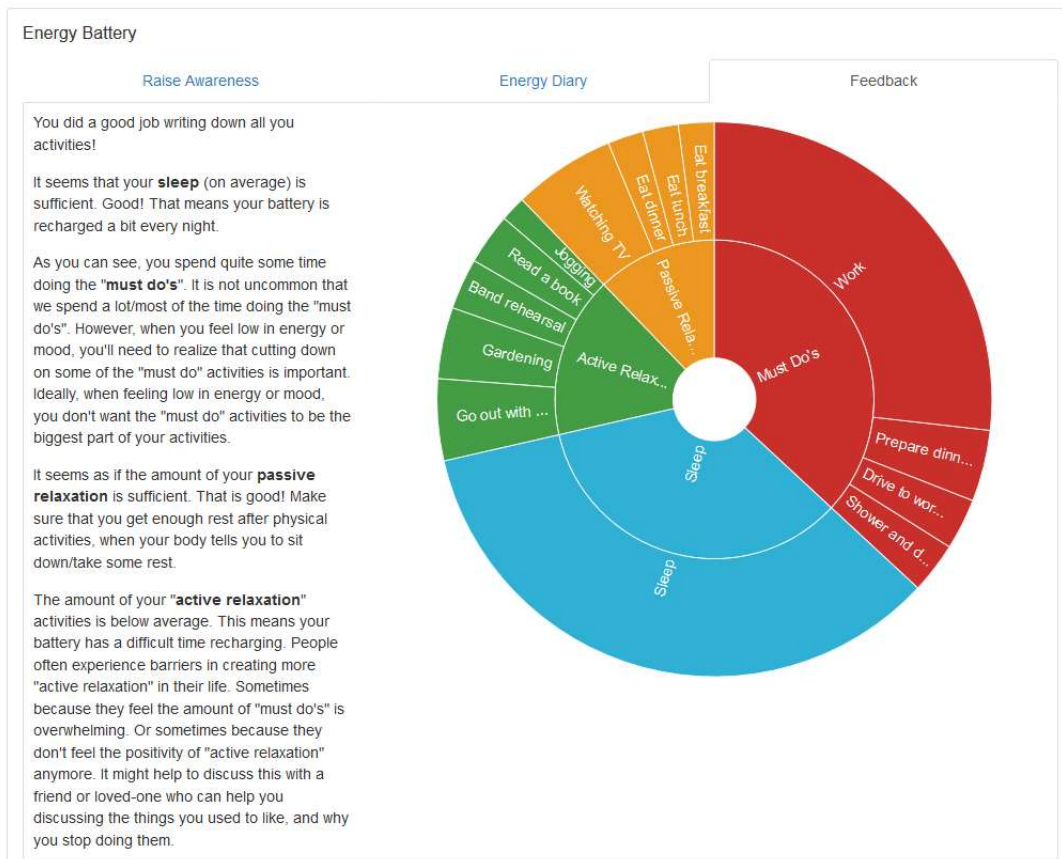 Energy Battery
Raise Awareness
Energy Diary
Feedback
You did a good job writing down all you
activities!
It seems that your sleep (on average) is
sufficient. Good! That means your battery is
recharged a bit every night.
As you can see, you spend quite some time
doing the "must do's". It is not uncommon that
we spend a lot/most of the time doing the "must
do's". However, when you feel low in energy or
mood, you'll need to realize that cutting down
on some of the "must do" activities is important.
Ideally, when feeling low in energy or mood,
you don't want the "must do" activities to be the
biggest part of your activities.
It seems as if the amount of your passive
relaxation is sufficient. That is good! Make
sure that you get enough rest after physical
activities, when your body tells you to sit
down/take some rest.
The amount of your "active relaxation"
activities is below average. This means your
battery has a difficult time recharging. People
often experience barriers in creating more
"active relaxation" in their life. Sometimes
because they feel the amount of "must do's" is
overwhelming. Or sometimes because they
don't feel the positivity of "active relaxation"
anymore. It might help to discuss this with a
friend or loved-one who can help you
discussing the things you used to like, and why
you stop doing them.
Work
Prepare dinn...
Drive to wor...
Shower and d...
Must Do's
Sleep
Sleep
Go out with ...
Gardening
Band rehearsal
Read a book
Jogging
Active Relax...
Watching TV
Eat dinner
Eat lunch
Eat breakfast
Passive Rela...